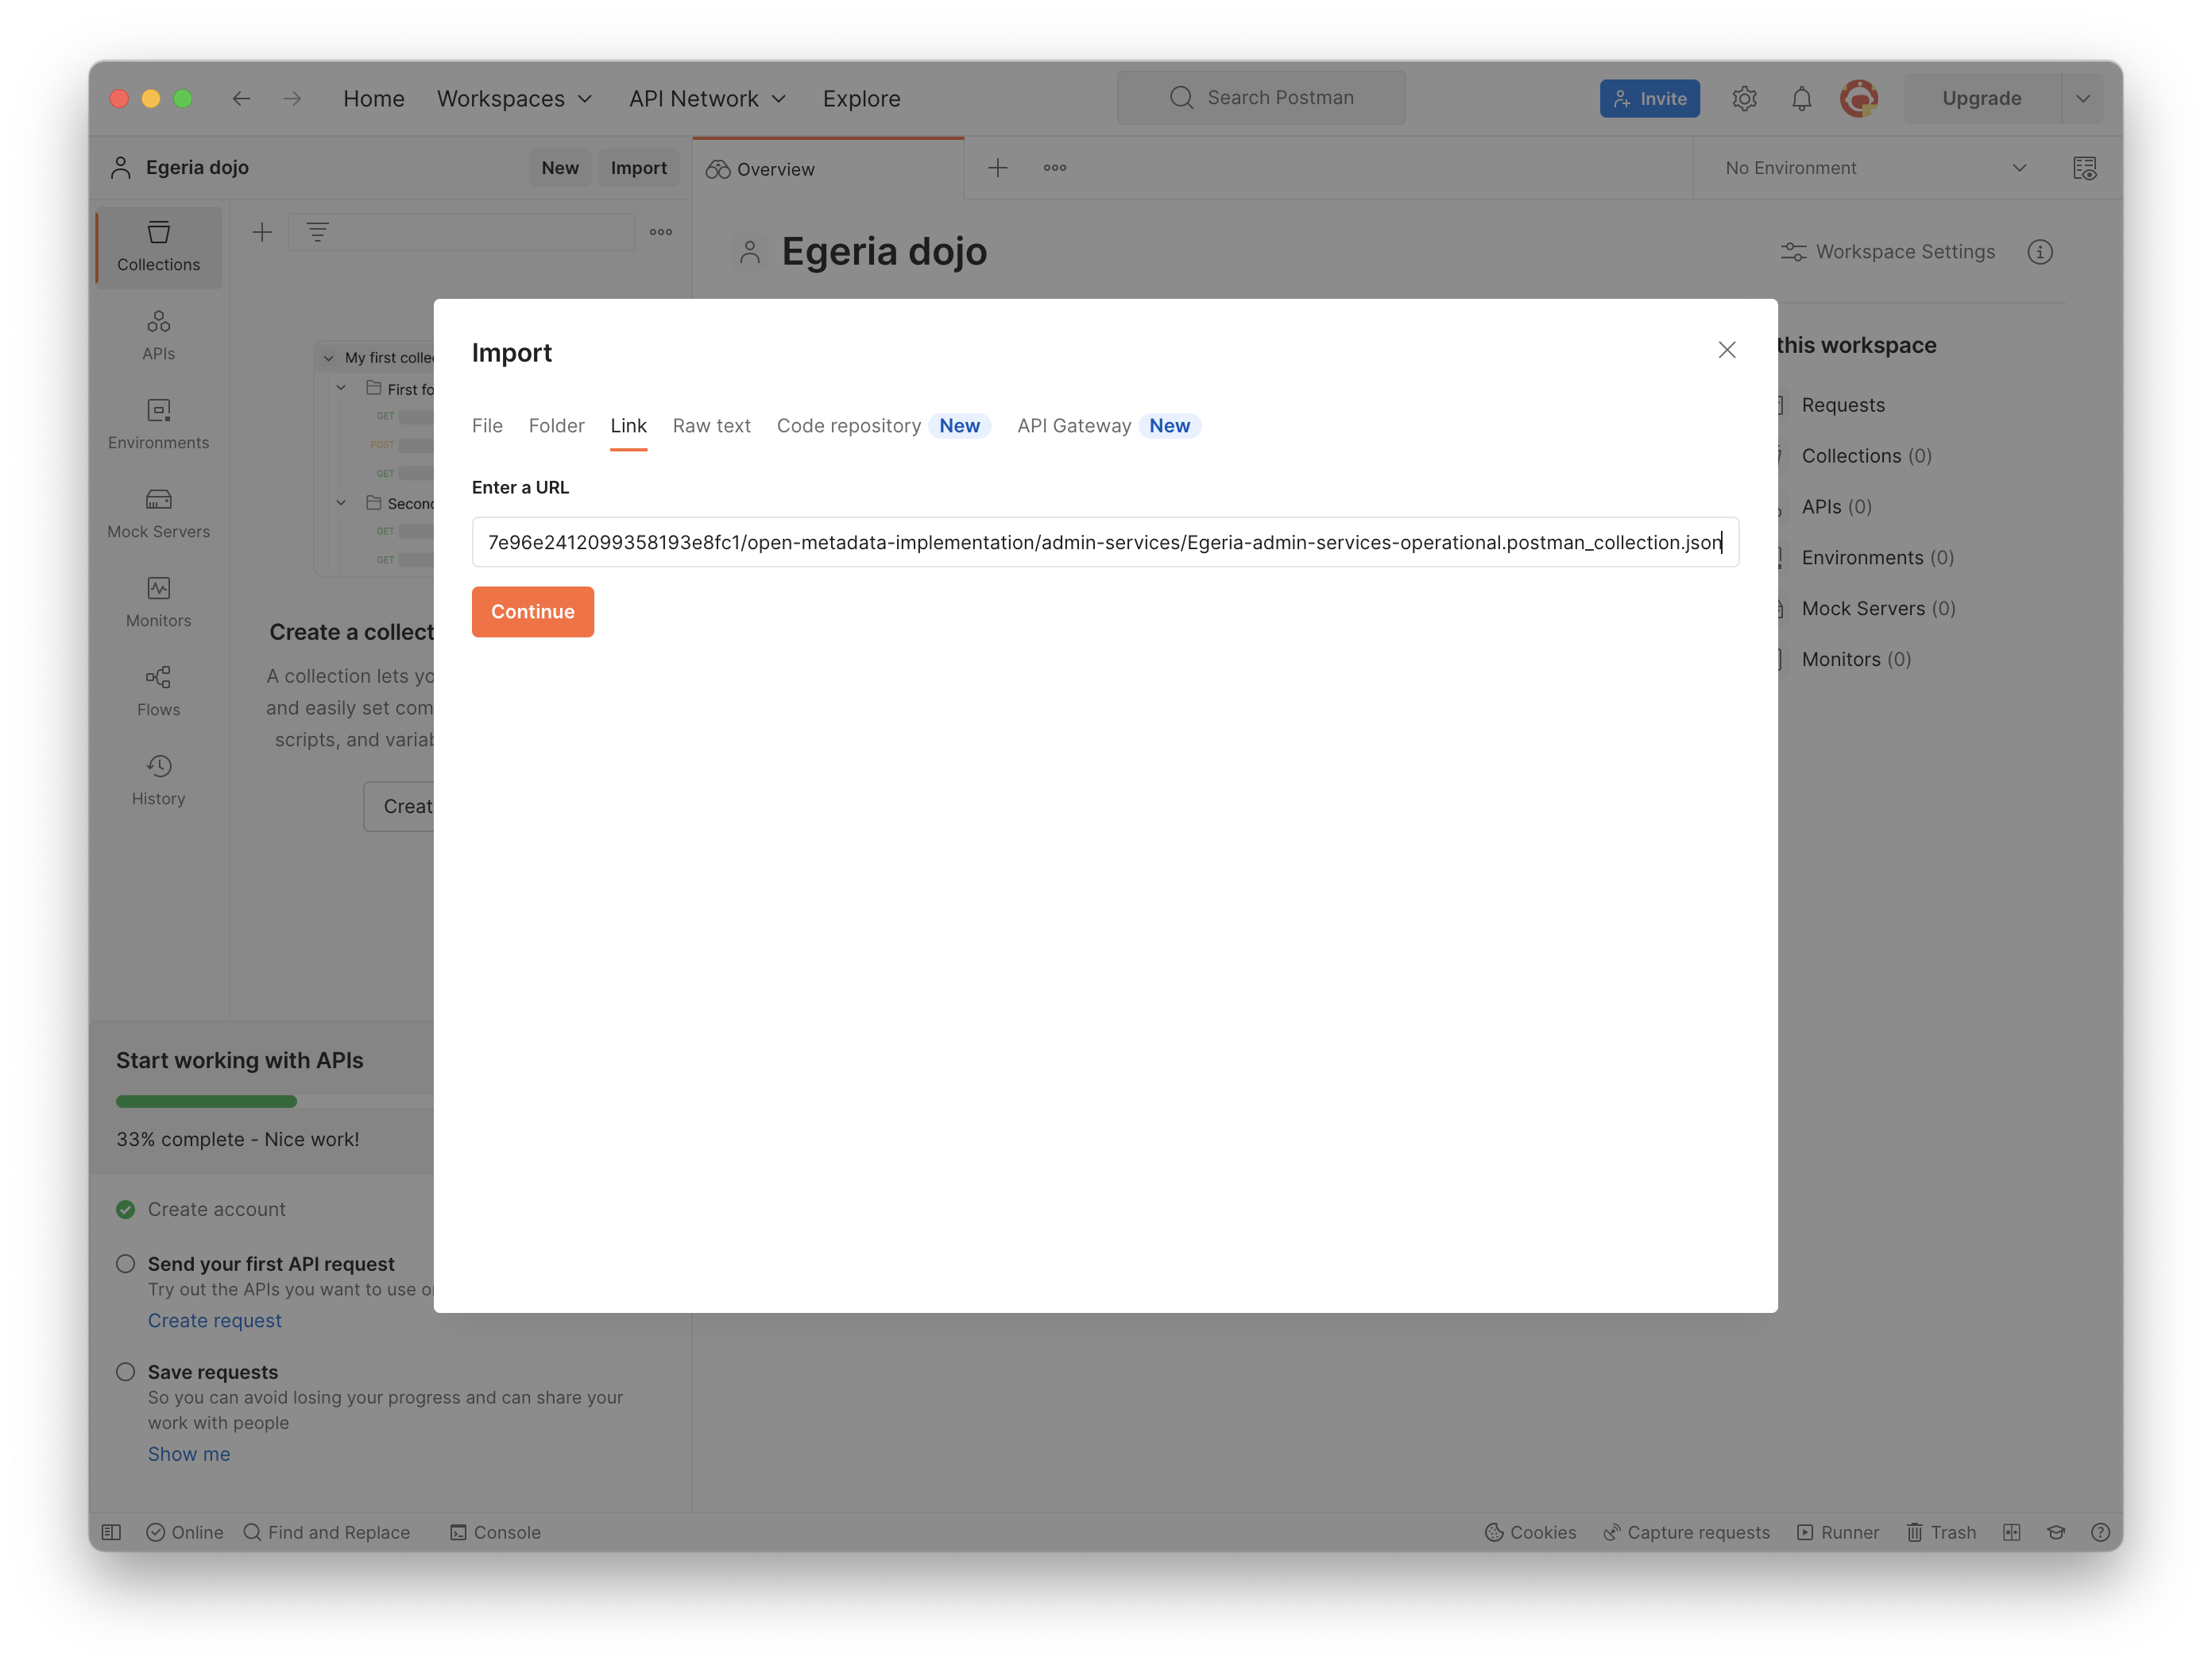 Home Workspaces API Network Explore Search Postman Invite Upgrade
Egeria dojo New Import Overview No Environment
Collections
APIs
Environments
Mock Servers
Monitors
Flows
History
My first colle
First fo
GET
POST
GET
Second
GET
GET
Create a collect
A collection lets yo
and easily set com
scripts, and variab
Creat
Egeria dojo
Workspace Settings
this workspace
Requests
Collections (0)
APIs (0)
Environments (0)
Mock Servers (0)
Monitors (0)
Import
File Folder Link Raw text Code repository New API Gateway New
Enter a URL
7e96e2412099358193e8fc1/open-metadata-implementation/admin-services/Egeria-admin-services-operational.postman_collection.json
Continue
Start working with APIs
33% complete - Nice work!
Create account
Send your first API request
Try out the APIs you want to use o
Create request
Save requests
So you can avoid losing your progress and can share your
work with people
Show me
Online Find and Replace Console Cookies Capture requests Runner Trash